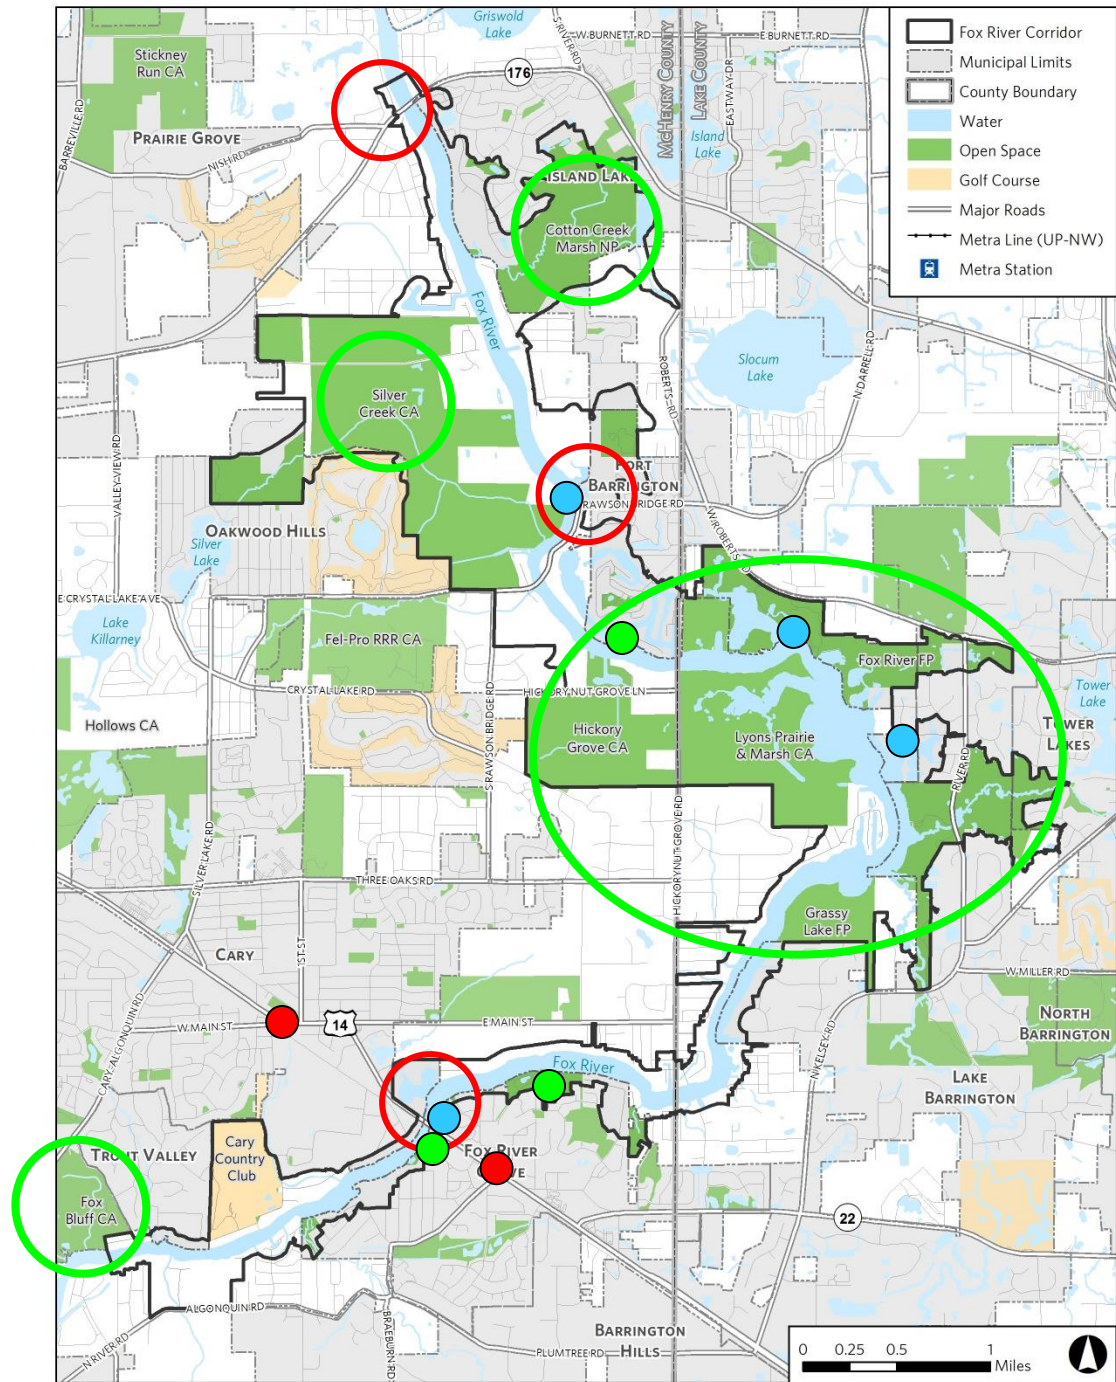 Griswold
Lake
W BURNETT RD
E BURNETT RD
S RIVER RD
176
Stickney
Run CA
BARREVILLE RD
PRAIRIE GROVE
NISH RD
MCHENRY COUNTY
LAKE COUNTY
EASTWAY DR
Island
Lake
ISLAND LAKE
Cotton Creek
Marsh NP
Fox River Corridor
Municipal Limits
County Boundary
Water
Open Space
Golf Course
Major Roads
Metra Line (UP-NW)
Metra Station
Fox River
Slocum
Lake
N DARRELL RD
ROBERTS RD
Silver
Creek CA
VALLEY VIEW RD
PORT
BARRINGTON
RAWSON BRIDGE RD
W ROBERTS RD
OAKWOOD HILLS
Silver
Lake
E CRYSTAL LAKE AVE
Lake
Killarney
Fel-Pro RRR CA
CRYSTAL LAKE RD
S RAWSON BRIDGE RD
HICKORY NUT GROVE LN
Fox River FP
Tower
Lake
TOWER
LAKES
Hollows CA
Hickory
Grove CA
Lyons Prairie
& Marsh CA
RIVER RD
HICKORY NUT GROVE RD
SILVER LAKE RD
THREE OAKS RD
Grassy
Lake FP
CARY
1ST ST
W MILLER RD
CARY-ALGONQUIN RD
W MAIN ST
14
E MAIN ST
NORTH
BARRINGTON
N KELSEY RD
Fox River
LAKE
BARRINGTON
TROUT VALLEY
Cary
Country
Club
FOX RIVER
GROVE
Fox
Bluff CA
22
ALGONQUIN RD
N RIVER RD
BRAEBURN RD
BARRINGTON
HILLS
PLUMTREE RD
0 0.25 0.5 1
Miles